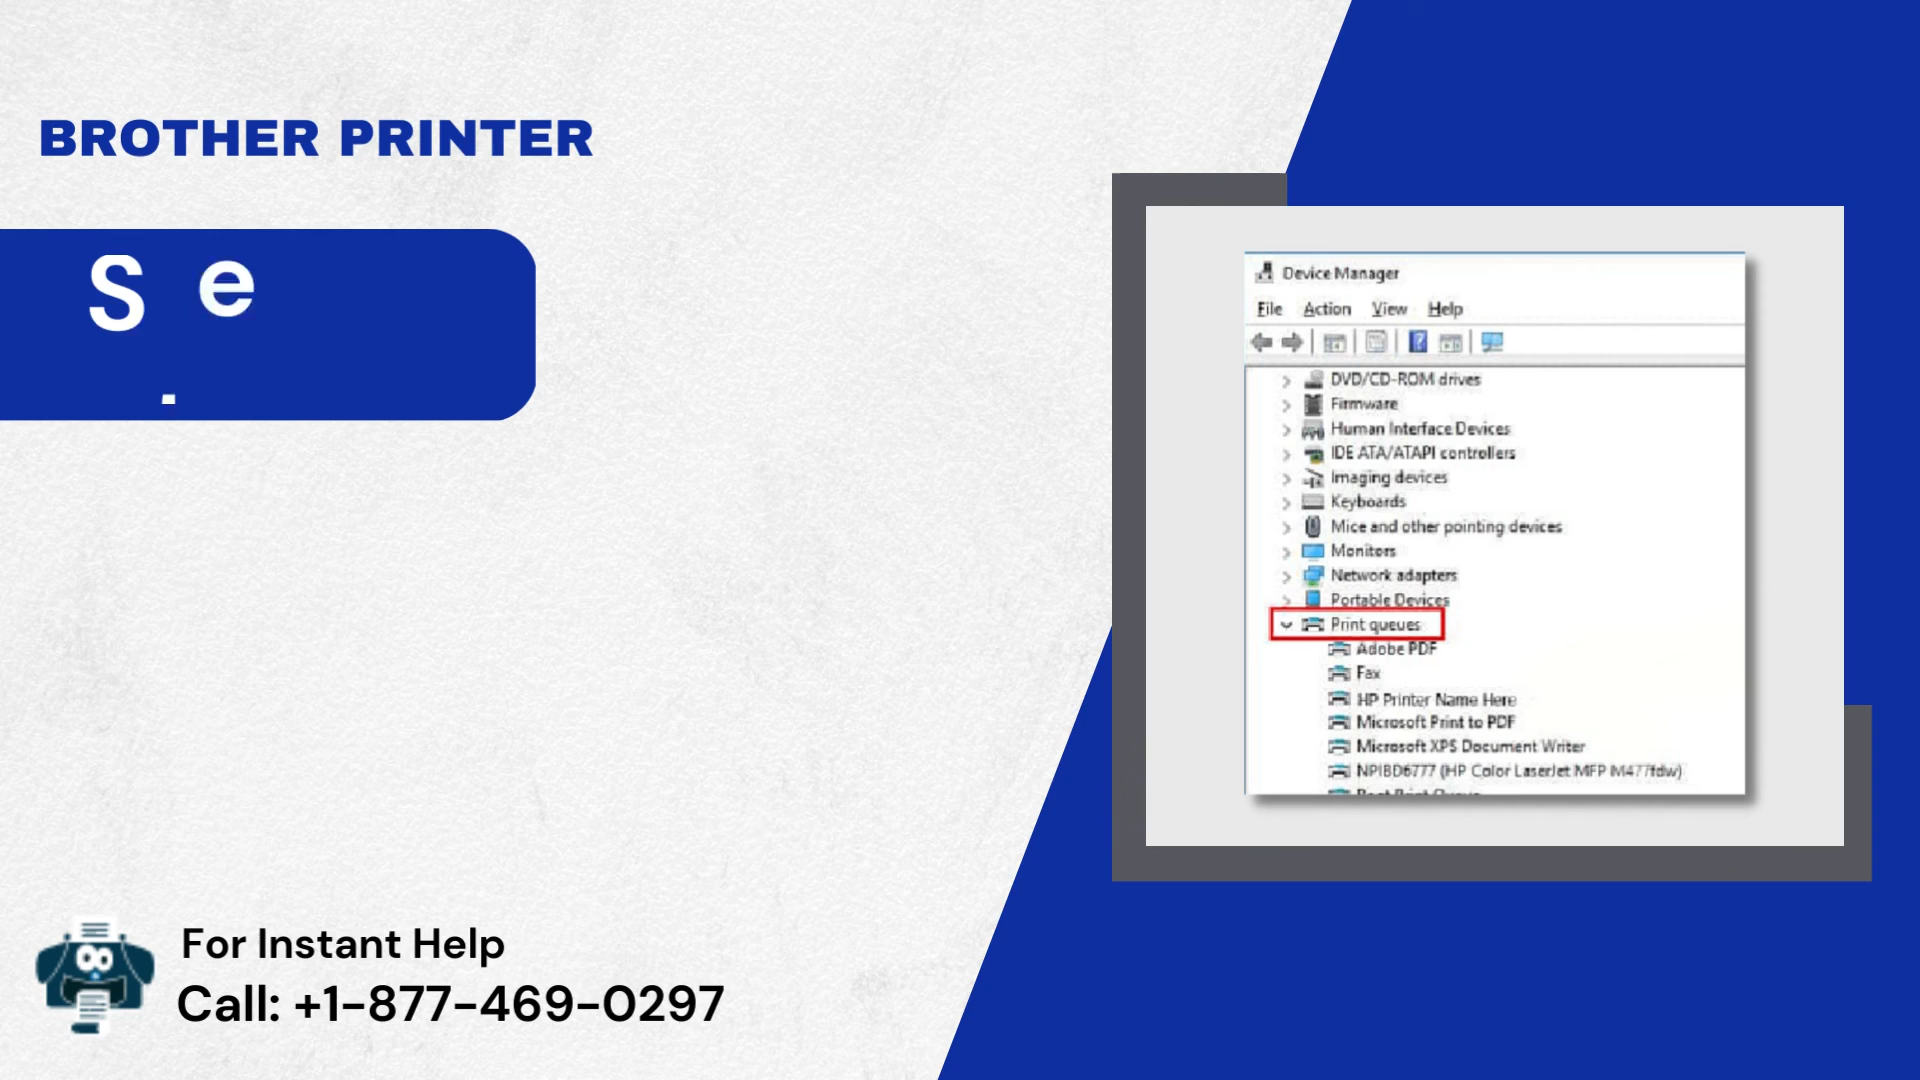 BROTHER PRINTER
S e
For Instant Help
Call: +1-877-469-0297
Device Manager
File Action View Help
DVD/CD-ROM drives
Firmware
Human Interface Devices
IDE ATA/ATAPI controllers
Imaging devices
Keyboards
Mice and other pointing devices
Monitors
Network adapters
Portable Devices
Print queues
Adobe PDF
Fax
HP Printer Name Here
Microsoft Print to PDF
Microsoft XPS Document Writer
NPIBD6777 (HP Color LaserJet MFP M477fdw)